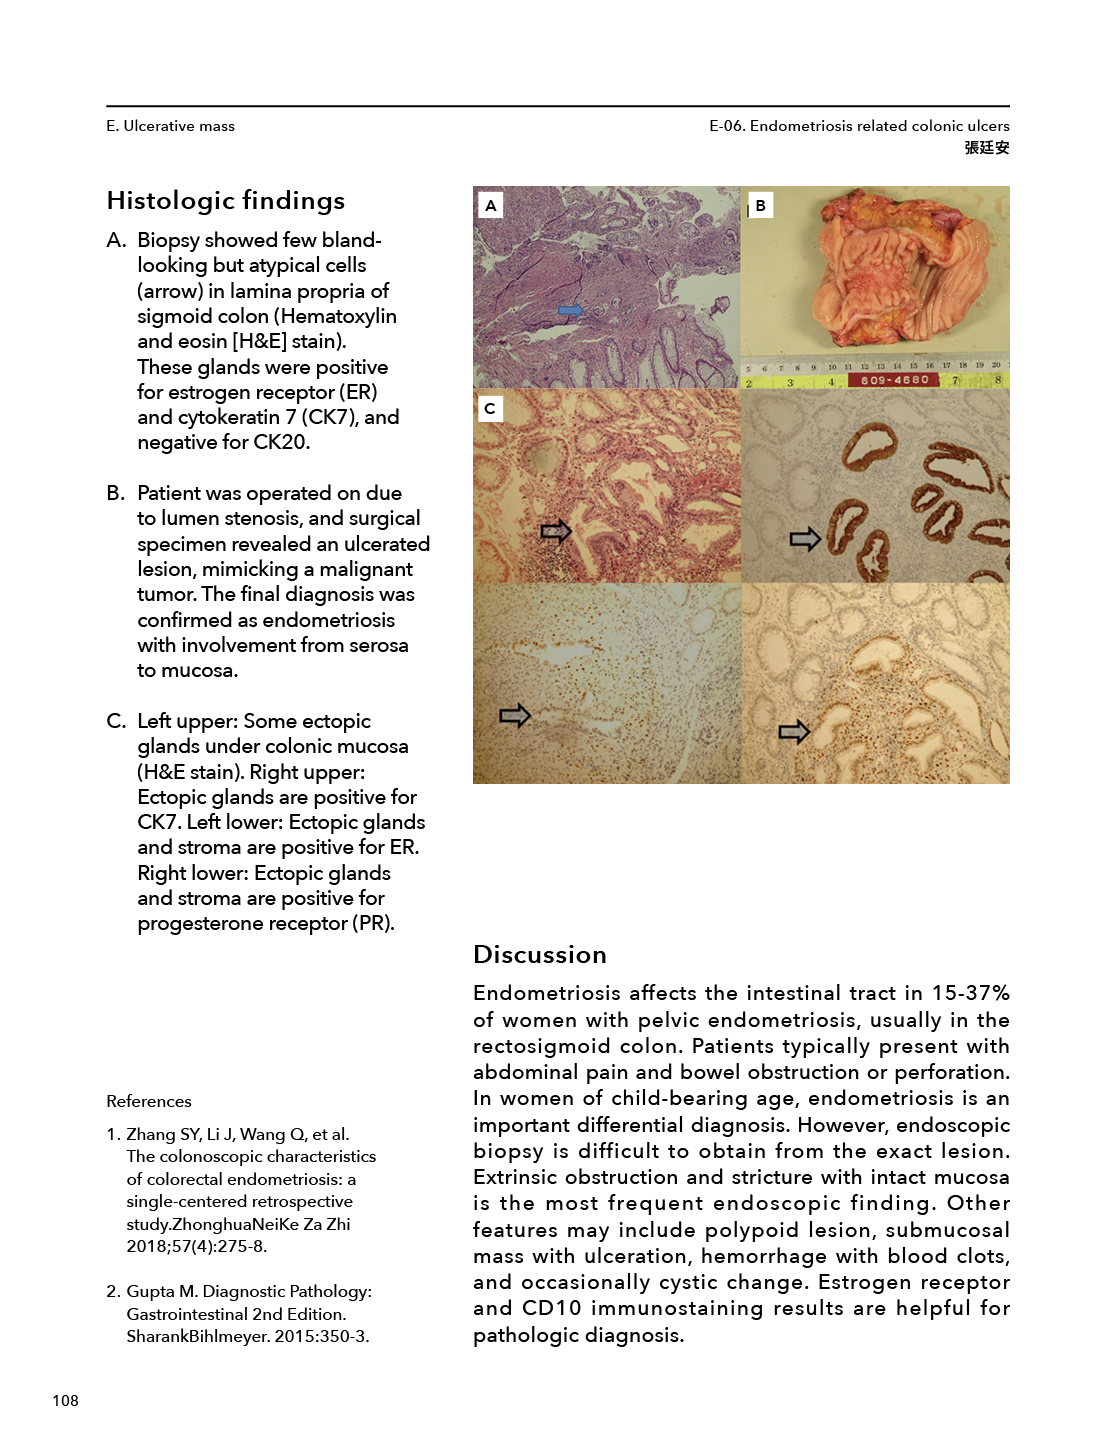 E. Ulcerative mass
E-06. Endometriosis related colonic ulcers
張廷安
Histologic findings
A. Biopsy showed few bland-
looking but atypical cells
(arrow) in lamina propria of
sigmoid colon (Hematoxylin
and eosin [H&E] stain).
These glands were positive
for estrogen receptor (ER)
and cytokeratin 7 (CK7), and
negative for CK20.
B. Patient was operated on due
to lumen stenosis, and surgical
specimen revealed an ulcerated
lesion, mimicking a malignant
tumor. The final diagnosis was
confirmed as endometriosis
with involvement from serosa
to mucosa.
C. Left upper: Some ectopic
glands under colonic mucosa
(H&E stain). Right upper:
Ectopic glands are positive for
CK7. Left lower: Ectopic glands
and stroma are positive for ER.
Right lower: Ectopic glands
and stroma are positive for
progesterone receptor (PR).
A
B
5 6 7 8 9 10 11 12 13 14 15 16 17 18 19 20
2 3 4 609-4680 7 8
C
Discussion
Endometriosis affects the intestinal tract in 15-37%
of women with pelvic endometriosis, usually in the
rectosigmoid colon. Patients typically present with
abdominal pain and bowel obstruction or perforation.
In women of child-bearing age, endometriosis is an
important differential diagnosis. However, endoscopic
biopsy is difficult to obtain from the exact lesion.
Extrinsic obstruction and stricture with intact mucosa
is the most frequent endoscopic finding. Other
features may include polypoid lesion, submucosal
mass with ulceration, hemorrhage with blood clots,
and occasionally cystic change. Estrogen receptor
and CD10 immunostaining results are helpful for
pathologic diagnosis.
References
1. Zhang SY, Li J, Wang Q, et al.
The colonoscopic characteristics
of colorectal endometriosis: a
single-centered retrospective
study.ZhonghuaNeiKe Za Zhi
2018;57(4):275-8.
2. Gupta M. Diagnostic Pathology:
Gastrointestinal 2nd Edition.
SharankBihlmeyer. 2015:350-3.
108